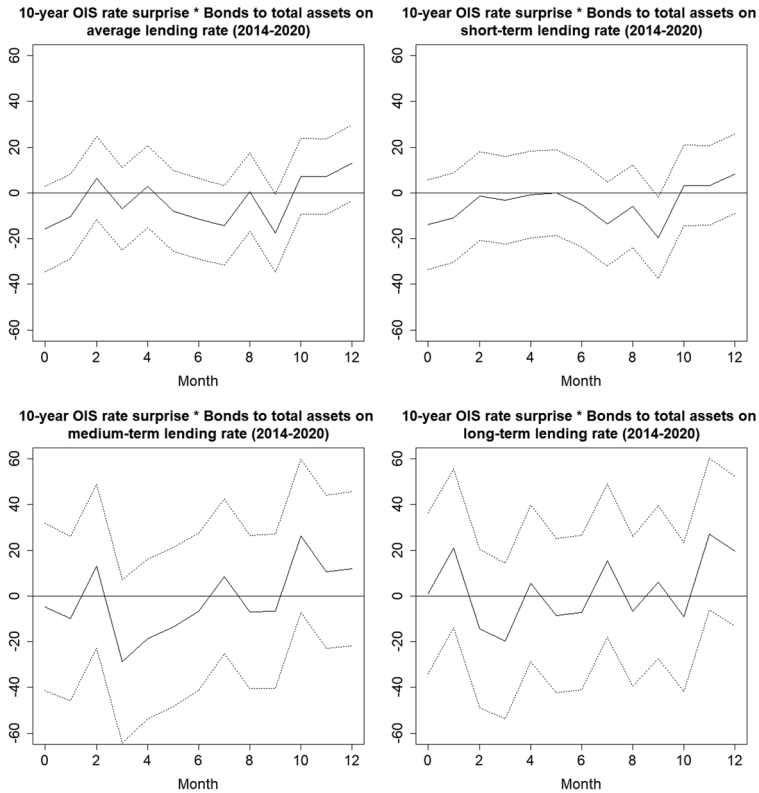 10-year OIS rate surprise * Bonds to total assets on
average lending rate (2014-2020)
60
40
20
0
-20
-40
-60
0 2 4 6 8 10 12
Month
10-year OIS rate surprise * Bonds to total assets on
short-term lending rate (2014-2020)
60
40
20
0
-20
-40
-60
0 2 4 6 8 10 12
Month
10-year OIS rate surprise * Bonds to total assets on
medium-term lending rate (2014-2020)
60
40
20
0
-20
-40
-60
0 2 4 6 8 10 12
Month
10-year OIS rate surprise * Bonds to total assets on
long-term lending rate (2014-2020)
60
40
20
0
-20
-40
-60
0 2 4 6 8 10 12
Month